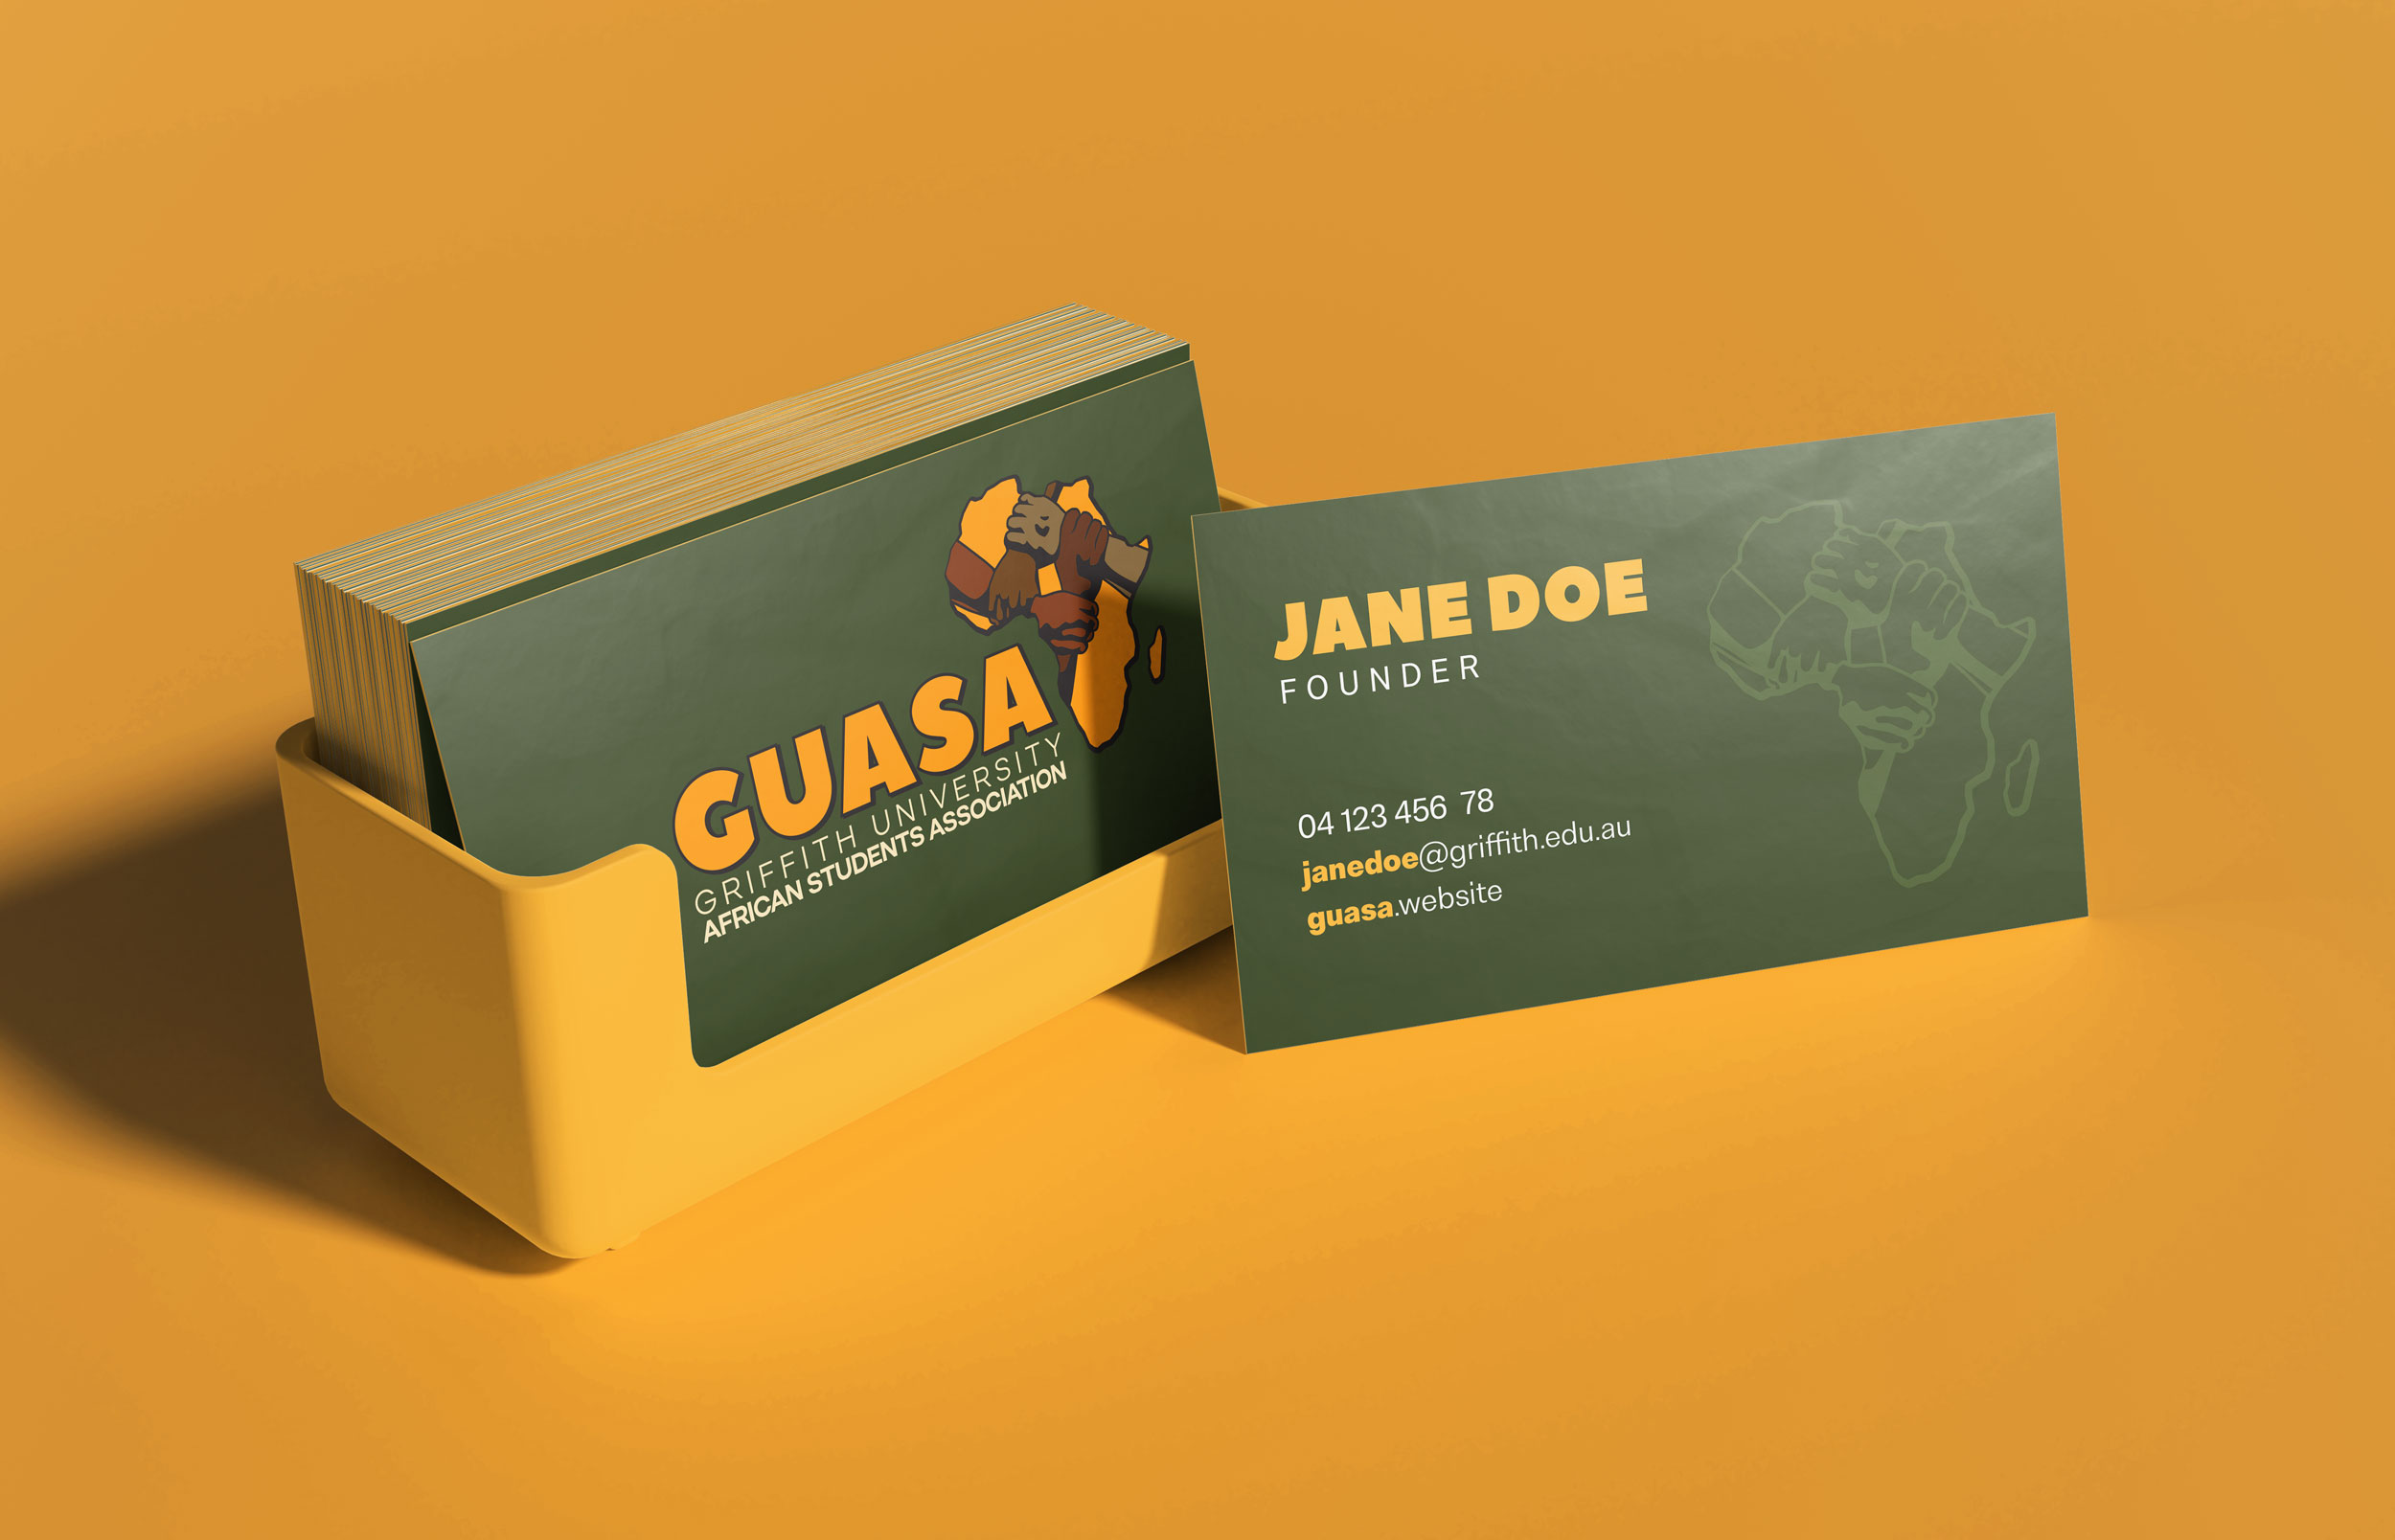 GUASA
GRIFFITH UNIVERSITY
AFRICAN STUDENTS ASSOCIATION
JANE DOE
FOUNDER
04 123 456 78
janedoe@griffith.edu.au
guasa.website